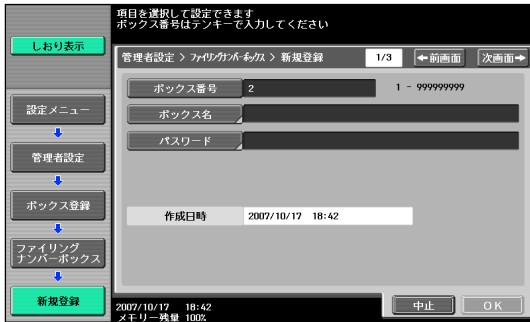 項目を選択して設定できます
ボックス番号はテンキーで入力してください
しおり表示
管理者設定 > ファイリングナンバーボックス > 新規登録 1/3 ←前画面 次画面→
ボックス番号 2 1 - 999999999
ボックス名
パスワード
作成日時 2007/10/17 18:42
設定メニュー
管理者設定
ボックス登録
ファイリング
ナンバーボックス
新規登録
2007/10/17 18:42
メモリー残量 100%
中止 OK